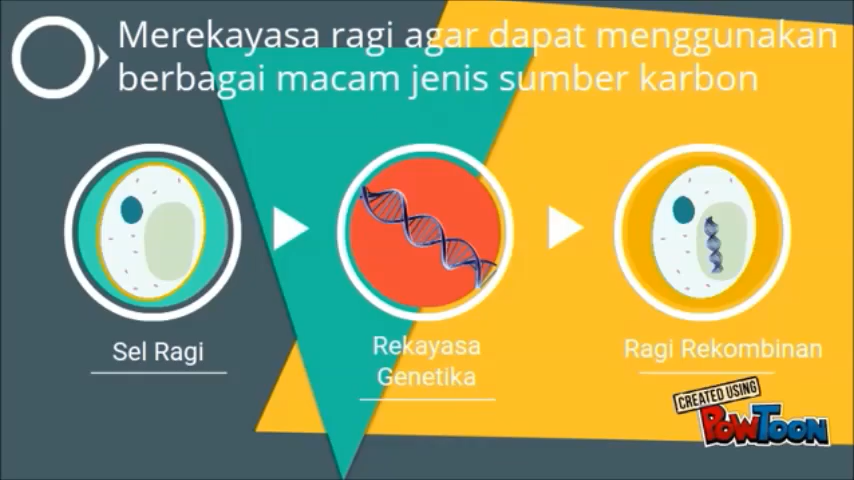 Merekayasa ragi agar dapat menggunakan
berbagai macam jenis sumber karbon
Sel Ragi
Rekayasa
Genetika
Ragi Rekombinan
CREATED USING
POWTOON